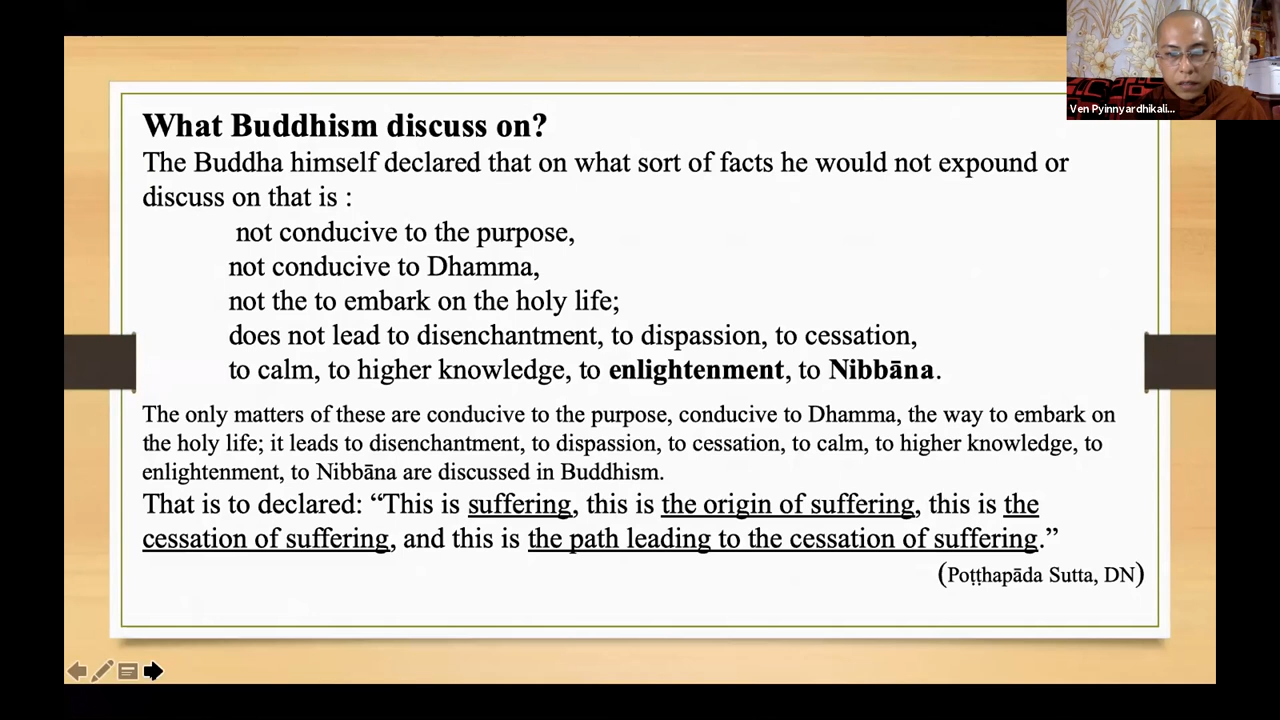 What Buddhism discuss on?
The Buddha himself declared that on what sort of facts he would not expound or
discuss on that is :
not conducive to the purpose,
not conducive to Dhamma,
not the to embark on the holy life;
does not lead to disenchantment, to dispassion, to cessation,
to calm, to higher knowledge, to enlightenment, to Nibbāna.
The only matters of these are conducive to the purpose, conducive to Dhamma, the way to embark on
the holy life; it leads to disenchantment, to dispassion, to cessation, to calm, to higher knowledge, to
enlightenment, to Nibbāna are discussed in Buddhism.
That is to declared: “This is suffering, this is the origin of suffering, this is the
cessation of suffering, and this is the path leading to the cessation of suffering.”
(Poṭṭhapāda Sutta, DN)
Ven Pyinnyardhikali...